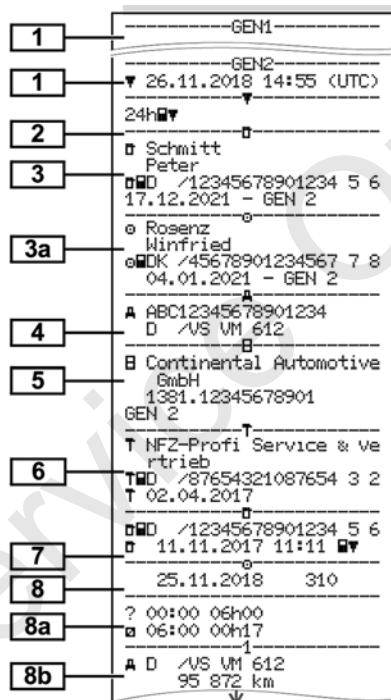 1
-----------GEN1-----------
1
-----------GEN2-----------
▼ 26.11.2018 14:55 (UTC)
24h▼
2
Schmitt
Peter
3
D /12345678901234 5 6
17.12.2021 - GEN 2
Rosenz
Winfried
3a
DK /45678901234567 7 8
04.01.2021 - GEN 2
A
A ABC12345678901234
4
D /VS VM 612
B
B Continental Automotive
GmbH
5
1381.12345678901
GEN 2
T
T NFZ-Profi Service & Ve
rtrieb
6
TD /87654321087654 3 2
T 02.04.2017
D /12345678901234 5 6
7
11.11.2017 11:11 ▼
25.11.2018 310
8
? 00:00 06h00
8a
06:00 00h17
-------------1------------
A D /VS VM 612
8b
95 872 km
ervice